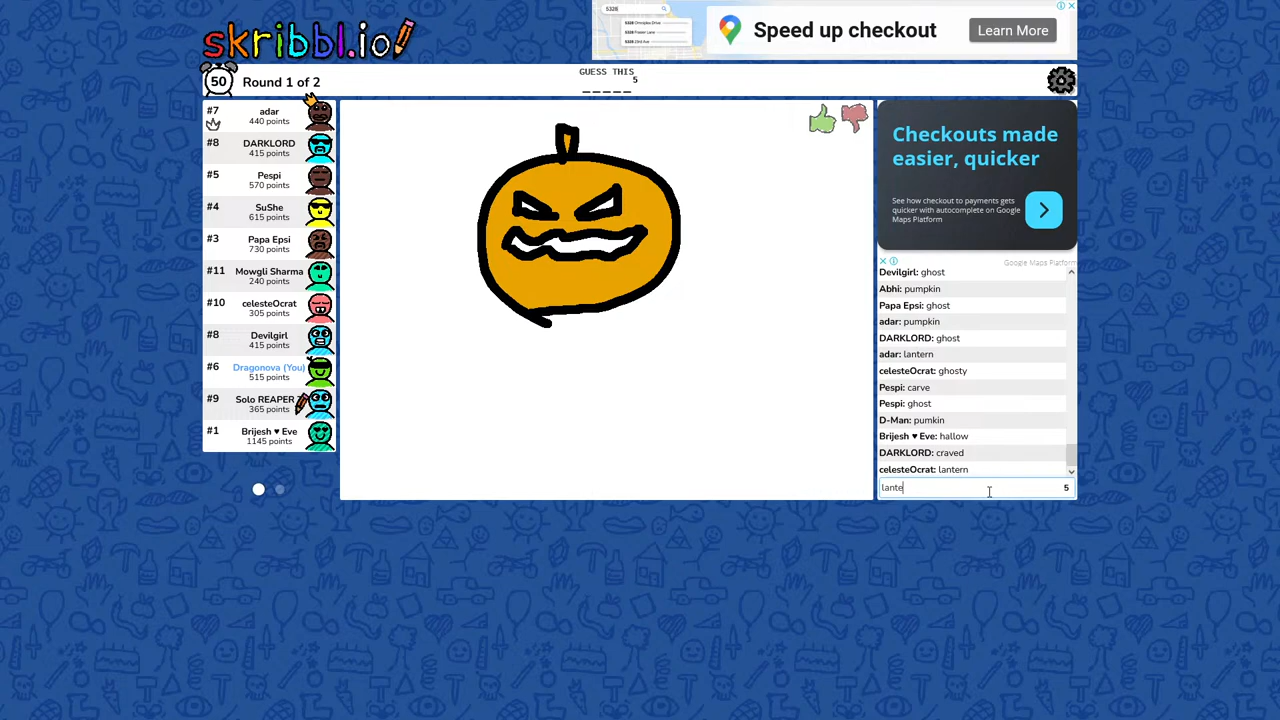 skribbl.io
5328
Speed up checkout
Learn More
50
Round 1 of 2
GUESS THIS
_____ 5
#7 adar
440 points
#8 DARKLORD
415 points
#5 Pespi
570 points
#4 SuShe
615 points
#3 Papa Epsi
730 points
#11 Mowgli Sharma
240 points
#10 celesteOcrat
305 points
#8 Devilgirl
415 points
#6 Dragonova (You)
515 points
#9 Solo REAPER
365 points
#1 Brijesh ♥ Eve
1145 points
Checkouts made
easier, quicker
See how checkout to payments gets
quicker with autocomplete on Google
Maps Platform
Google Maps Platform
Devilgirl: ghost
Abhi: pumpkin
Papa Epsi: ghost
adar: pumpkin
DARKLORD: ghost
adar: lantern
celesteOcrat: ghosty
Pespi: carve
Pespi: ghost
D-Man: pumkin
Brijesh ♥ Eve: hallow
DARKLORD: craved
celesteOcrat: lantern
lante 5